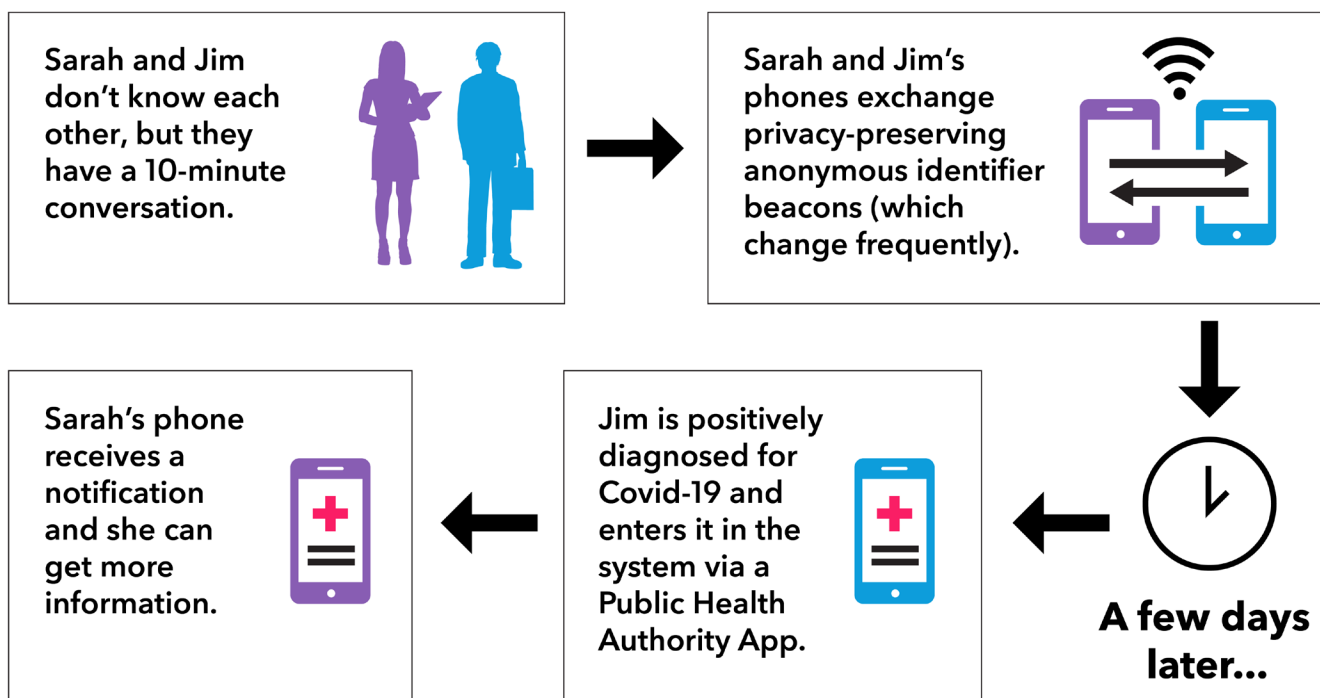 Sarah and Jim
don’t know each
other, but they
have a 10-minute
conversation.
Sarah and Jim’s
phones exchange
privacy-preserving
anonymous identifier
beacons (which
change frequently).
A few days
later...
Jim is positively
diagnosed for
Covid-19 and
enters it in the
system via a
Public Health
Authority App.
Sarah’s phone
receives a
notification
and she can
get more
information.